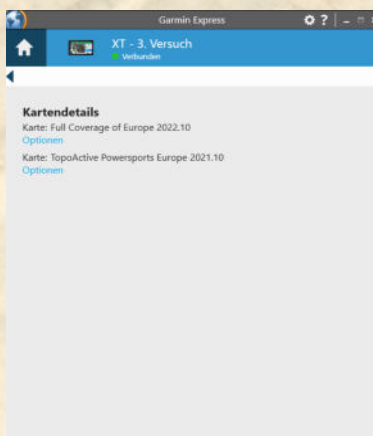 Garmin Express
XT - 3. Versuch
Verbunden
Kartendetails
Karte: Full Coverage of Europe 2022.10
Optionen
Karte: TopoActive Powersports Europe 2021.10
Optionen